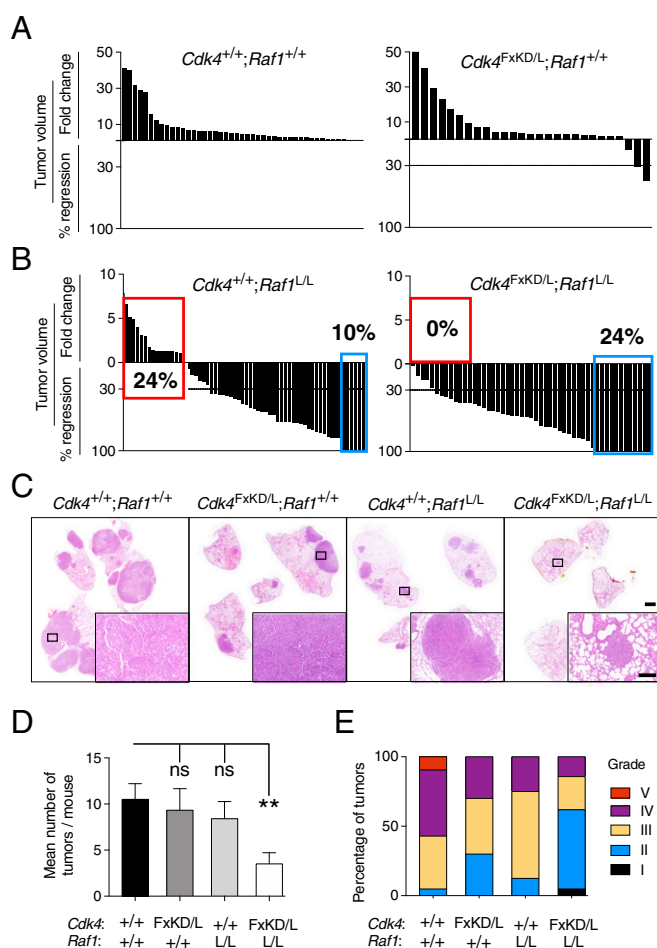 A
Cdk4+/+;Raf1+/+
Cdk4FxKD/L;Raf1+/+
Tumor volume
Fold change
% regression
50
30
10
30
100
50
30
10
30
100
B
Cdk4+/+;Raf1L/L
Cdk4FxKD/L;Raf1L/L
Tumor volume
Fold change
% regression
10
5
0
30
100
24%
10%
10
5
0
30
100
0%
24%
C
Cdk4+/+;Raf1+/+ Cdk4FxKD/L;Raf1+/+ Cdk4+/+;Raf1L/L Cdk4FxKD/L;Raf1L/L
D
Mean number of
tumors / mouse
15
10
5
0
ns ns **
Cdk4: +/+ FxKD/L +/+ FxKD/L
Raf1: +/+ +/+ L/L L/L
E
Percentage of tumors
100
50
0
Grade
V
IV
III
II
I
Cdk4: +/+ FxKD/L +/+ FxKD/L
Raf1: +/+ +/+ L/L L/L